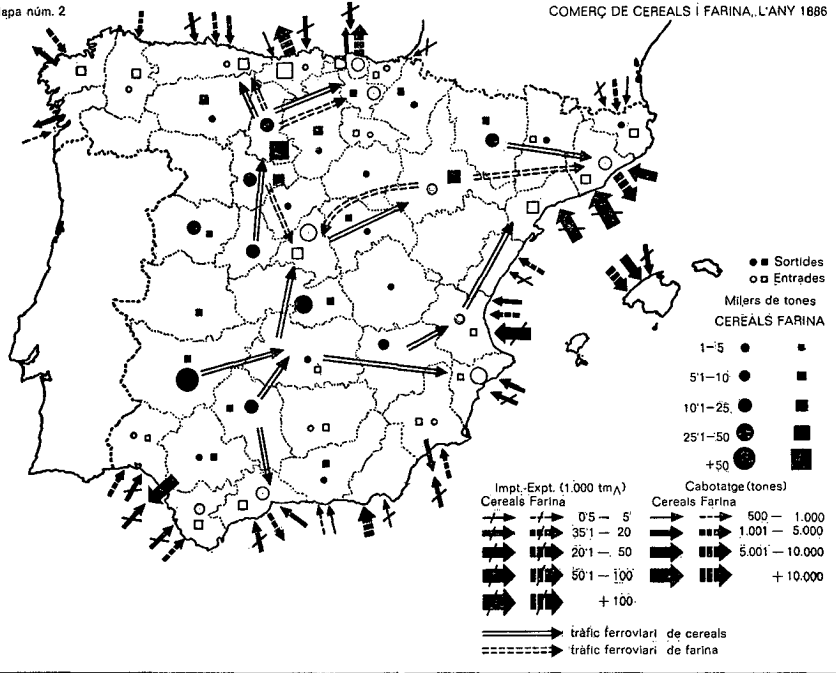 apa núm. 2
COMERÇ DE CEREALS I FARINA, L'ANY 1886
Sortides
Entrades
Milers de tones
CEREALS FARINA
1–5
5'1–10
10'1–25
25'1–50
+50
Impt.-Expt. (1.000 tm)
Cereals Farina
0'5 – 5'
35'1 – 20
20'1 – 50
50'1 – 100
+ 100
Cabotatge (tones)
Cereals Farina
500 – 1.000
1.001 – 5.000
5.001 – 10.000
+ 10.000
tràfic ferroviari de cereals
tràfic ferroviari de farina